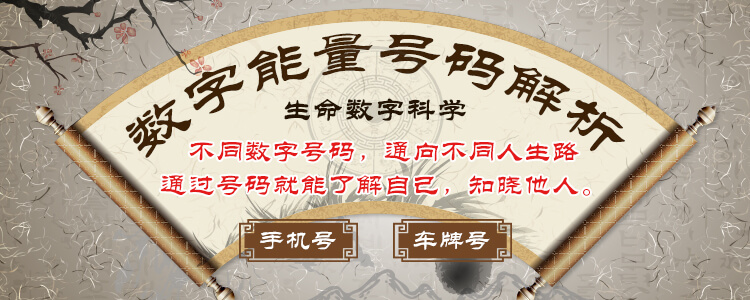 数字能量号码解析
生命数字科学
不同数字号码，通向不同人生路
通过号码就能了解自己，知晓他人。
手机号
车牌号